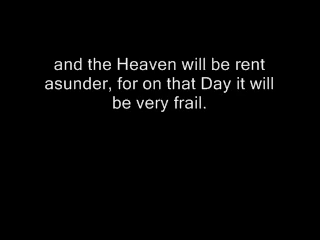 and the Heaven will be rent
asunder, for on that Day it will
be very frail.